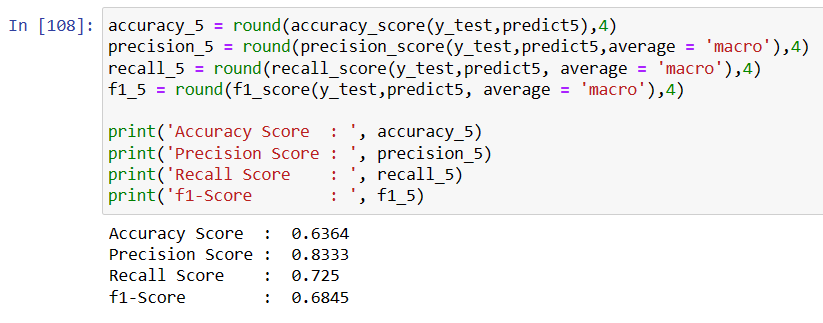 In [108]: accuracy_5 = round(accuracy_score(y_test,predict5),4)
precision_5 = round(precision_score(y_test,predict5,average = 'macro'),4)
recall_5 = round(recall_score(y_test,predict5, average = 'macro'),4)
f1_5 = round(f1_score(y_test,predict5, average = 'macro'),4)

print('Accuracy Score  : ', accuracy_5)
print('Precision Score : ', precision_5)
print('Recall Score    : ', recall_5)
print('f1-Score        : ', f1_5)

Accuracy Score  :  0.6364
Precision Score :  0.8333
Recall Score    :  0.725
f1-Score        :  0.6845